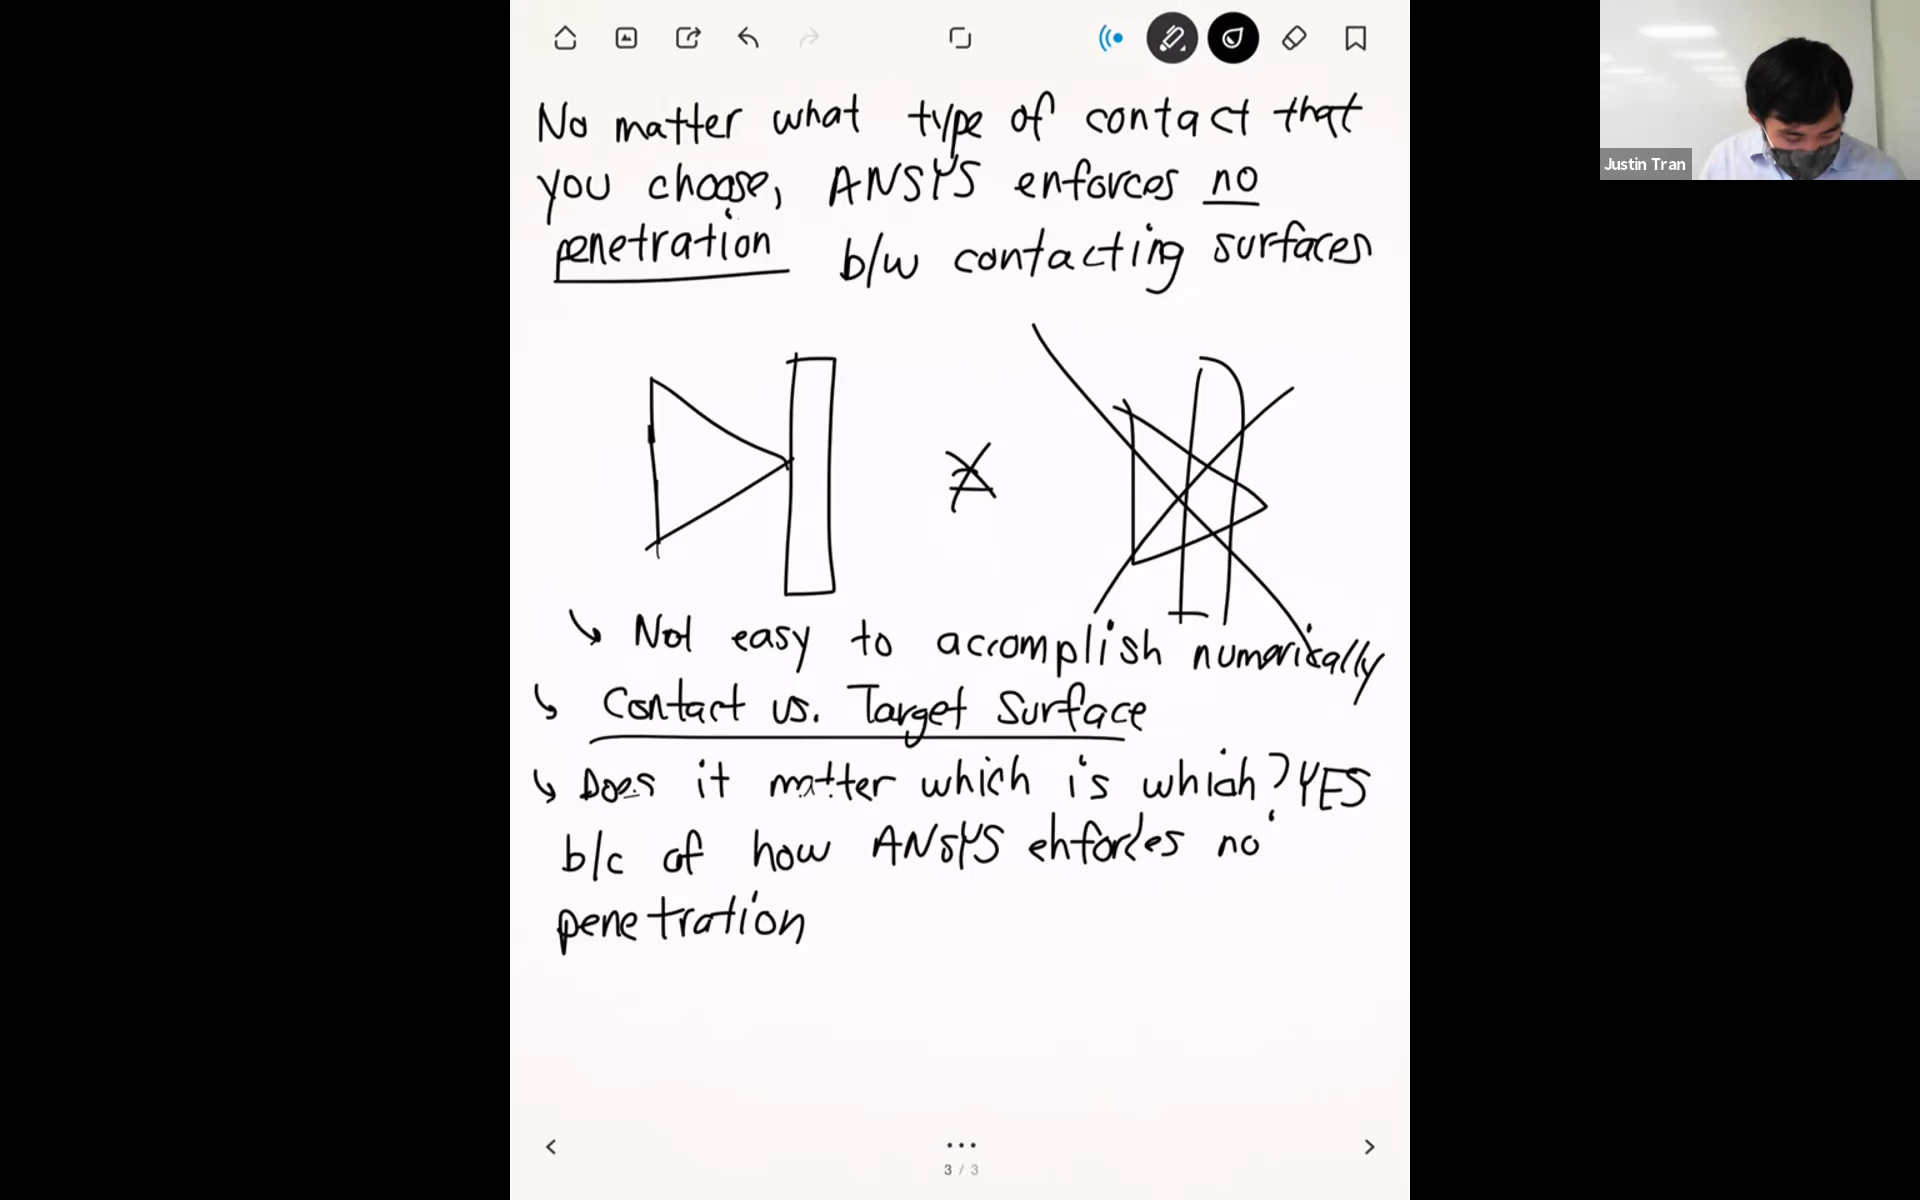 No matter what type of contact that
you choose, ANSYS enforces no
penetration b/w contacting surfaces
Not easy to accomplish numerically
Contact vs. Target Surface
Does it matter which is which? YES
b/c of how ANSYS enforces no
penetration
3 / 3
Justin Tran